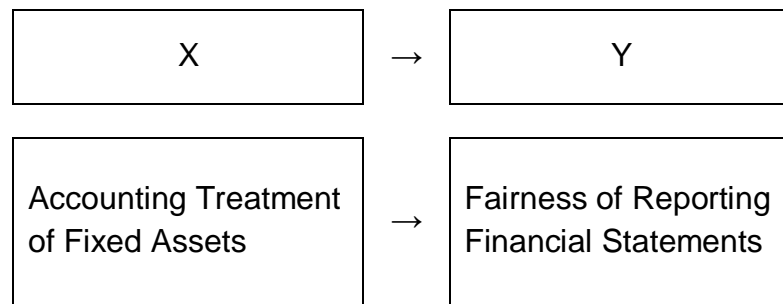 X → Y
Accounting Treatment → Fairness of Reporting
of Fixed Assets Financial Statements